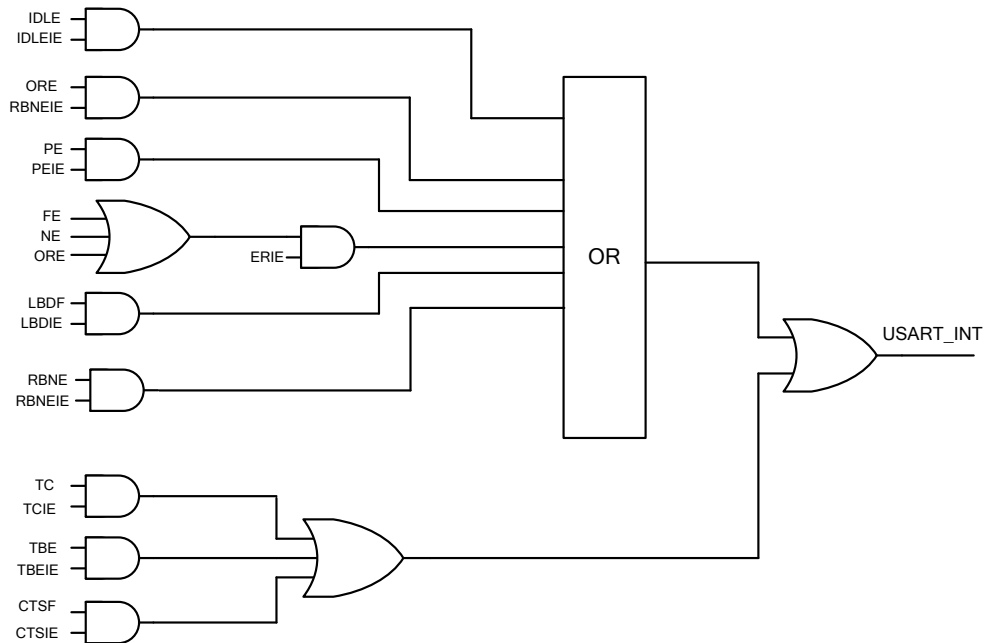 IDLE
IDLEIE
ORE
RBNEIE
PE
PEIE
FE
NE
ORE
ERIE
OR
LBDF
LBDIE
USART_INT
RBNE
RBNEIE
TC
TCIE
TBE
TBEIE
CTSF
CTSIE